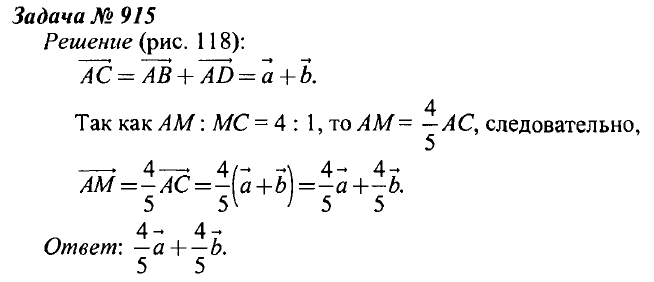 Задача № 915
Решение (рис. 118):
$\overrightarrow{AC} = \overrightarrow{AB} + \overrightarrow{AD} = \vec{a} + \vec{b}.$
Так как AM : MC = 4 : 1, то AM = $\frac{4}{5}$AC, следовательно,
$\overrightarrow{AM} = \frac{4}{5}\overrightarrow{AC} = \frac{4}{5}\left(\vec{a} + \vec{b}\right) = \frac{4}{5}\vec{a} + \frac{4}{5}\vec{b}.$
Ответ: $\frac{4}{5}\vec{a} + \frac{4}{5}\vec{b}.$